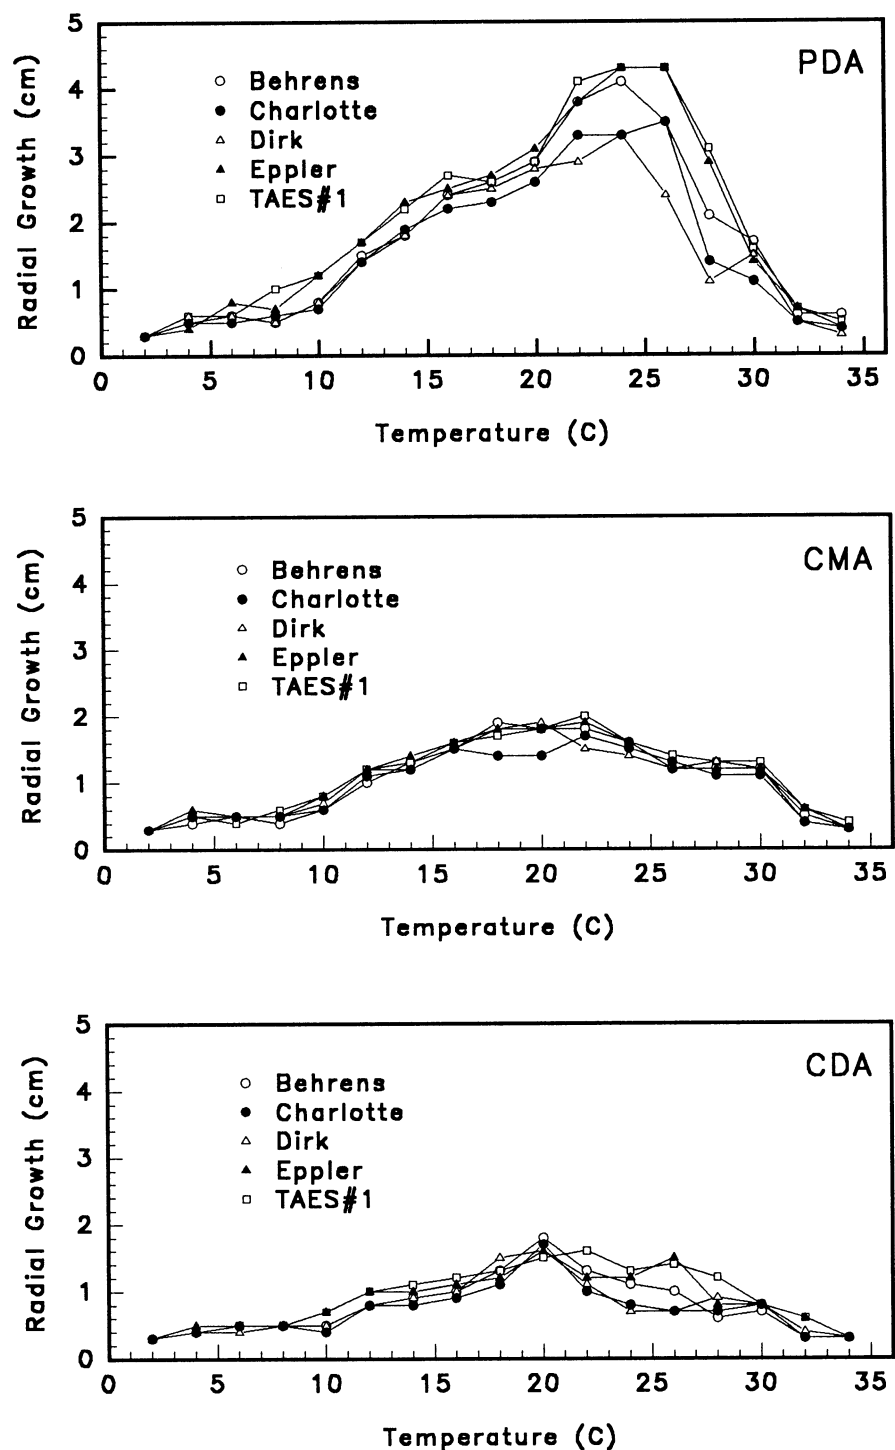 PDA
Behrens
Charlotte
Dirk
Eppler
TAES#1
Radial Growth (cm)
5
4
3
2
1
0
0 5 10 15 20 25 30 35
Temperature (C)
CMA
Behrens
Charlotte
Dirk
Eppler
TAES#1
Radial Growth (cm)
5
4
3
2
1
0
0 5 10 15 20 25 30 35
Temperature (C)
CDA
Behrens
Charlotte
Dirk
Eppler
TAES#1
Radial Growth (cm)
5
4
3
2
1
0
0 5 10 15 20 25 30 35
Temperature (C)